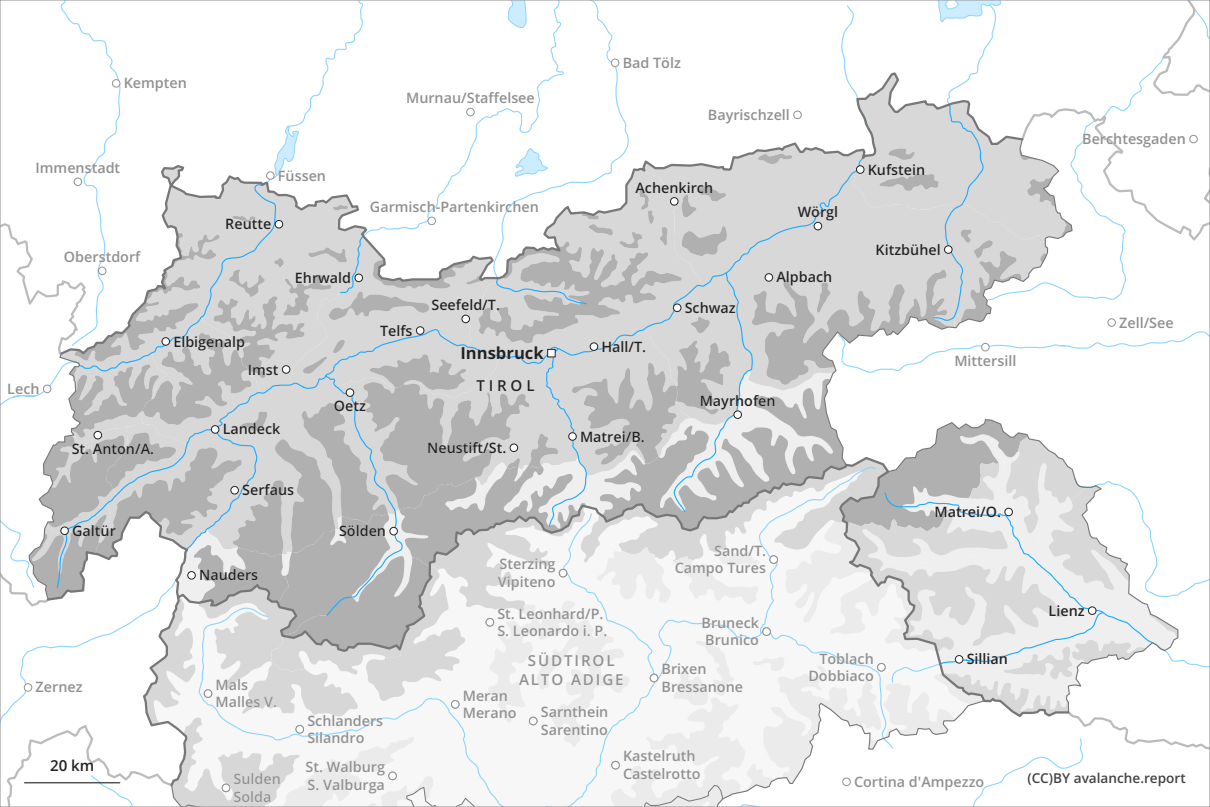 Kempten
Bad Tölz
Murnau/Staffelsee
Bayrischzell
Berchtesgaden
Immenstadt
Füssen
Kufstein
Achenkirch
Garmisch-Partenkirchen
Wörgl
Reutte
Kitzbühel
Oberstdorf
Ehrwald
Alpbach
Seefeld/T.
Schwaz
Zell/See
Telfs
Elbigenalp
Innsbruck
Hall/T.
Mittersill
Imst
TIROL
Lech
Oetz
Mayrhofen
Landeck
Matrei/B.
St. Anton/A.
Neustift/St.
Serfaus
Matrei/O.
Galtür
Sölden
Sand/T.
Campo Tures
Sterzing
Vipiteno
Nauders
Lienz
St. Leonhard/P.
S. Leonardo i. P.
Bruneck
Brunico
SÜDTIROL
ALTO ADIGE
Toblach
Dobbiaco
Sillian
Brixen
Bressanone
Zernez
Mals
Malles V.
Meran
Merano
Sarnthein
Sarentino
Schlanders
Silandro
Kastelruth
Castelrotto
St. Walburg
S. Valburga
20 km
Sulden
Solda
Cortina d'Ampezzo
(CC)BY avalanche.report